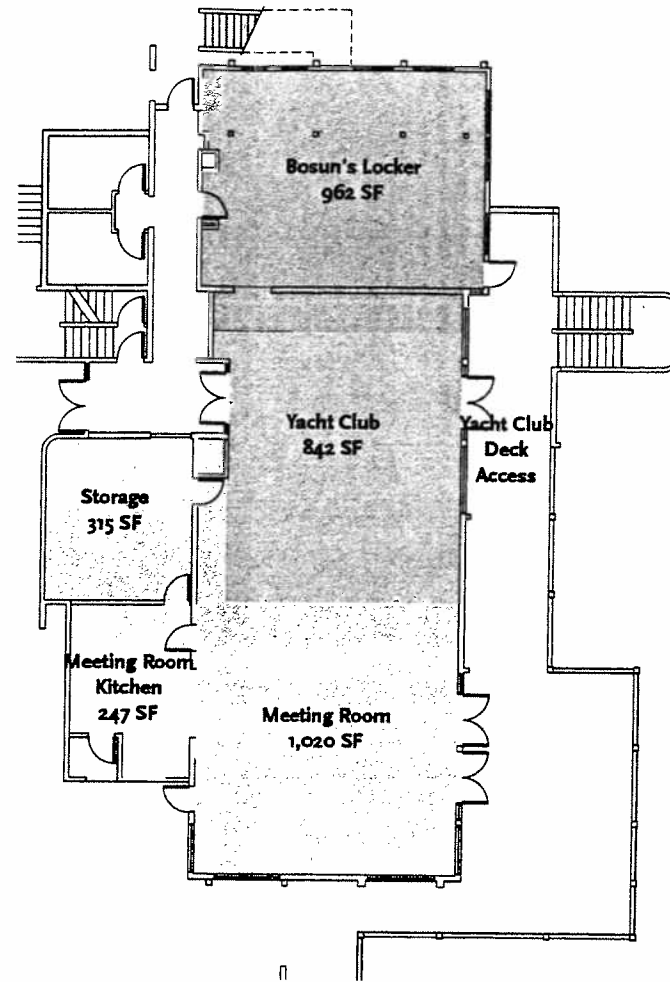 Bosun's Locker
962 SF
Yacht Club
842 SF
Yacht Club
Deck
Access
Storage
315 SF
Meeting Room
Kitchen
247 SF
Meeting Room
1,020 SF